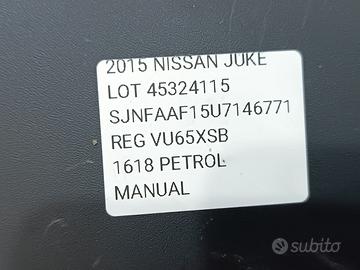 2015 NISSAN JUKE
LOT 45324115
SJNFAAF15U7146771
REG VU65XSB
1618 PETROL
MANUAL
subito